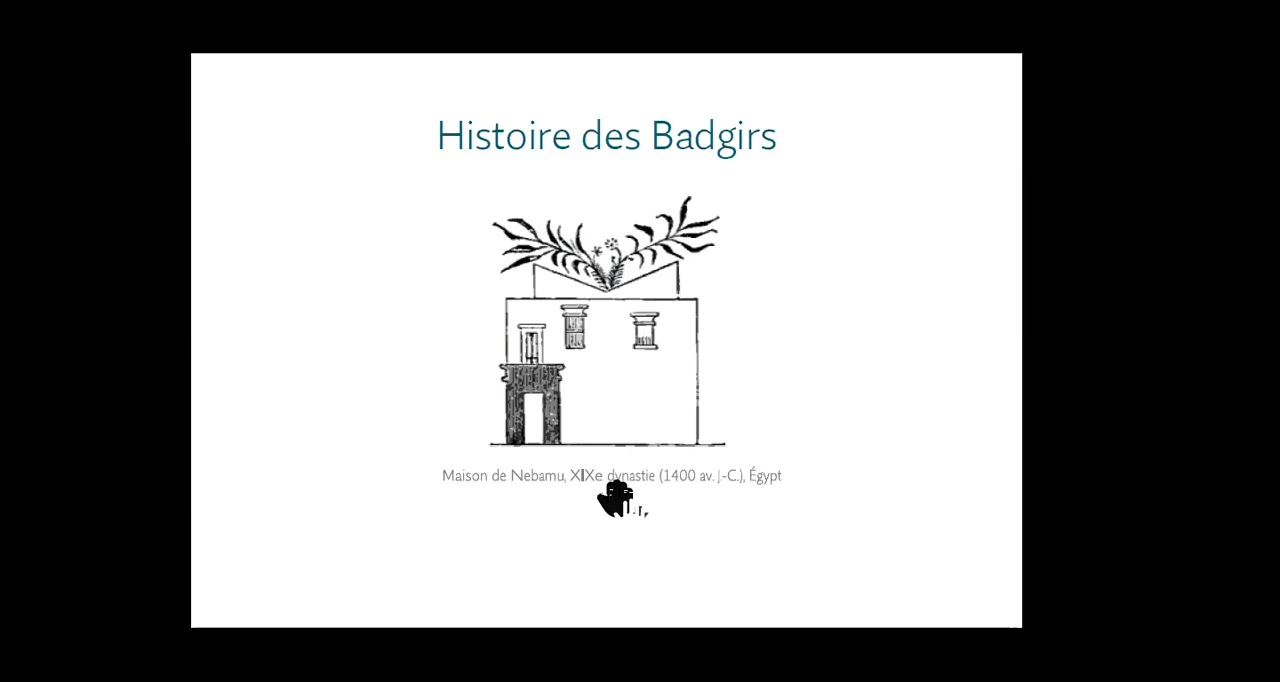 Histoire des Badgirs
Maison de Nebamu, XIXe dynastie (1400 av. J.-C.), Égypt